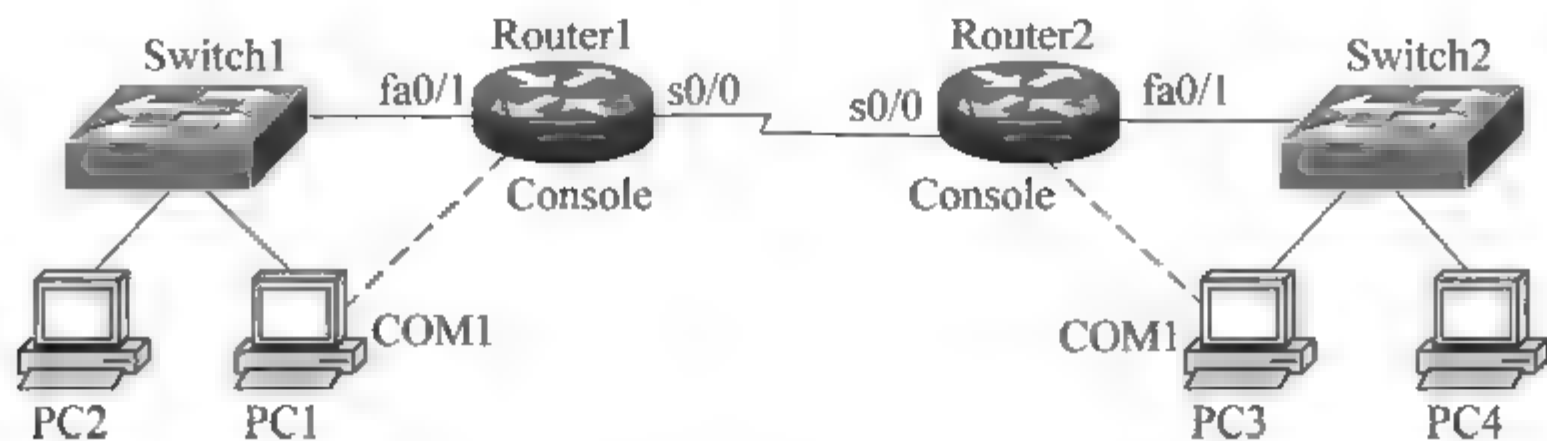 Switch1
Router1
Router2
Switch2
fa0/1
s0/0
s0/0
fa0/1
Console
Console
COM1
COM1
PC2
PC1
PC3
PC4